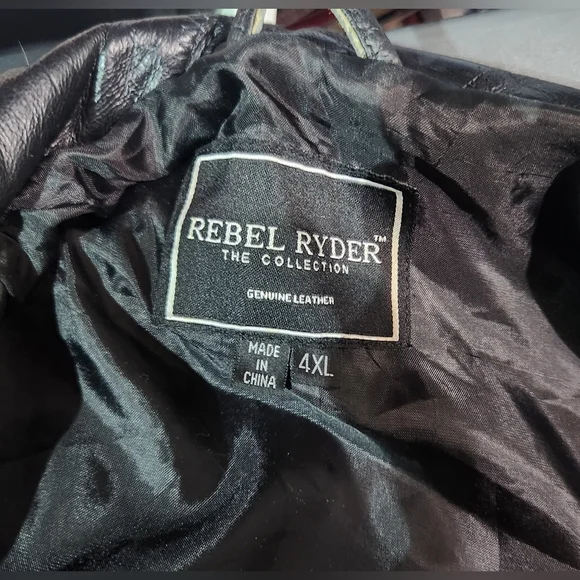 REBEL RYDER™
THE COLLECTION
GENUINE LEATHER
MADE
IN
CHINA
4XL